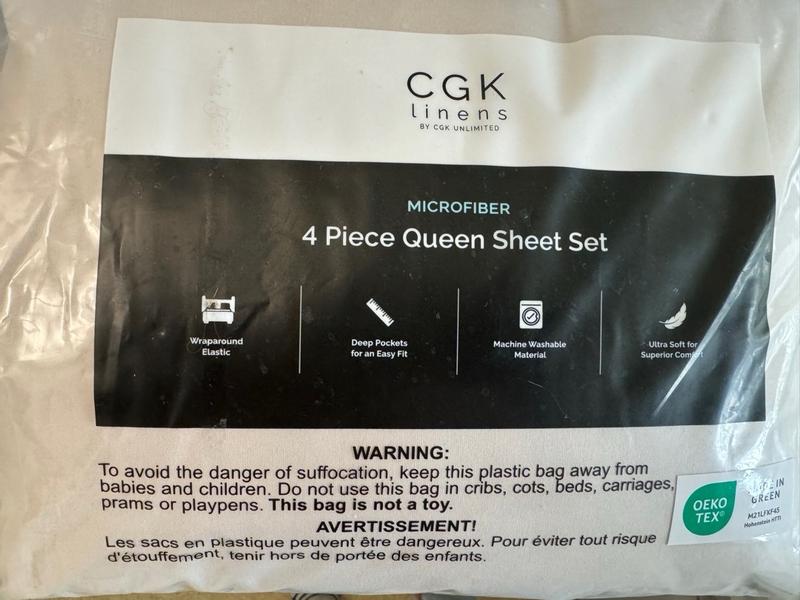 CGK
linens
BY CGK UNLIMITED
MICROFIBER
4 Piece Queen Sheet Set
Wraparound
Elastic
Deep Pockets
for an Easy Fit
Machine Washable
Material
Ultra Soft for
Superior Comfort
WARNING:
To avoid the danger of suffocation, keep this plastic bag away from
babies and children. Do not use this bag in cribs, cots, beds, carriages,
prams or playpens. This bag is not a toy.
AVERTISSEMENT!
Les sacs en plastique peuvent être dangereux. Pour éviter tout risque
d'étouffement, tenir hors de portée des enfants.
OEKO
TEX®
MADE IN
GREEN
M21LFXF45
Hohenstein HTTI